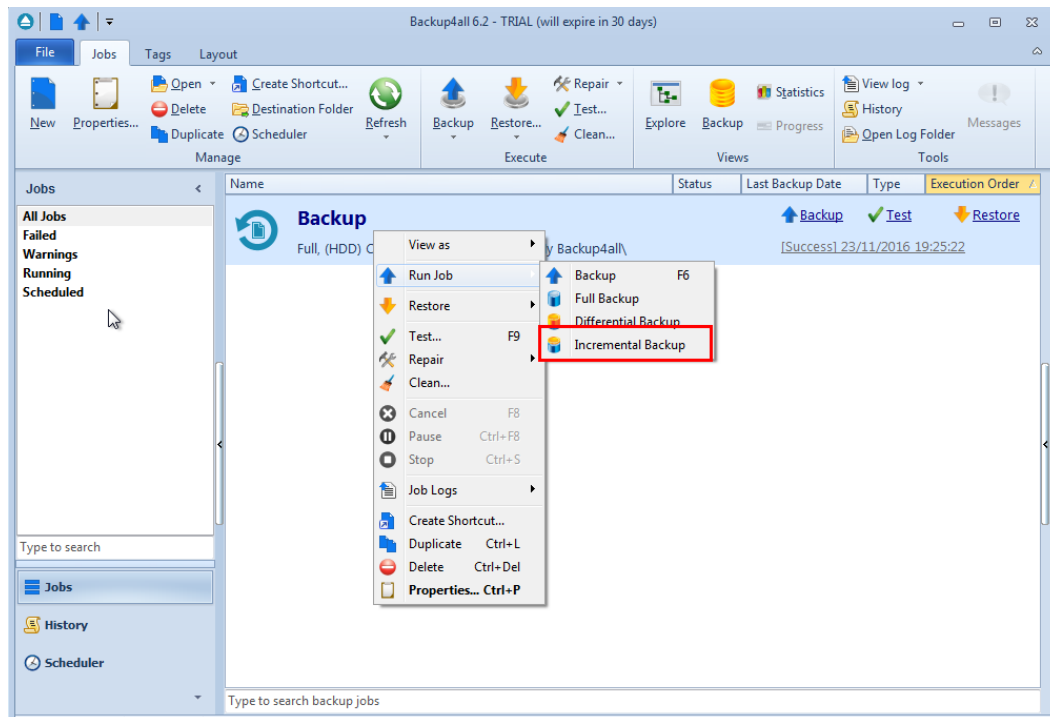 Backup4all 6.2 - TRIAL (will expire in 30 days)
File Jobs Tags Layout
New
Properties...
Open
Delete
Duplicate
Create Shortcut...
Destination Folder
Scheduler
Refresh
Manage
Backup
Restore...
Repair
Test...
Clean...
Execute
Explore
Backup
Statistics
Progress
Views
View log
History
Open Log Folder
Messages
Tools
Jobs
All Jobs
Failed
Warnings
Running
Scheduled
Type to search
Jobs
History
Scheduler
Name Status Last Backup Date Type Execution Order
Backup
Backup Test Restore
Full, (HDD) y Backup4all\
[Success] 23/11/2016 19:25:22
View as
Run Job
Restore
Test... F9
Repair
Clean...
Cancel F8
Pause Ctrl+F8
Stop Ctrl+S
Job Logs
Create Shortcut...
Duplicate Ctrl+L
Delete Ctrl+Del
Properties... Ctrl+P
Backup F6
Full Backup
Differential Backup
Incremental Backup
Type to search backup jobs